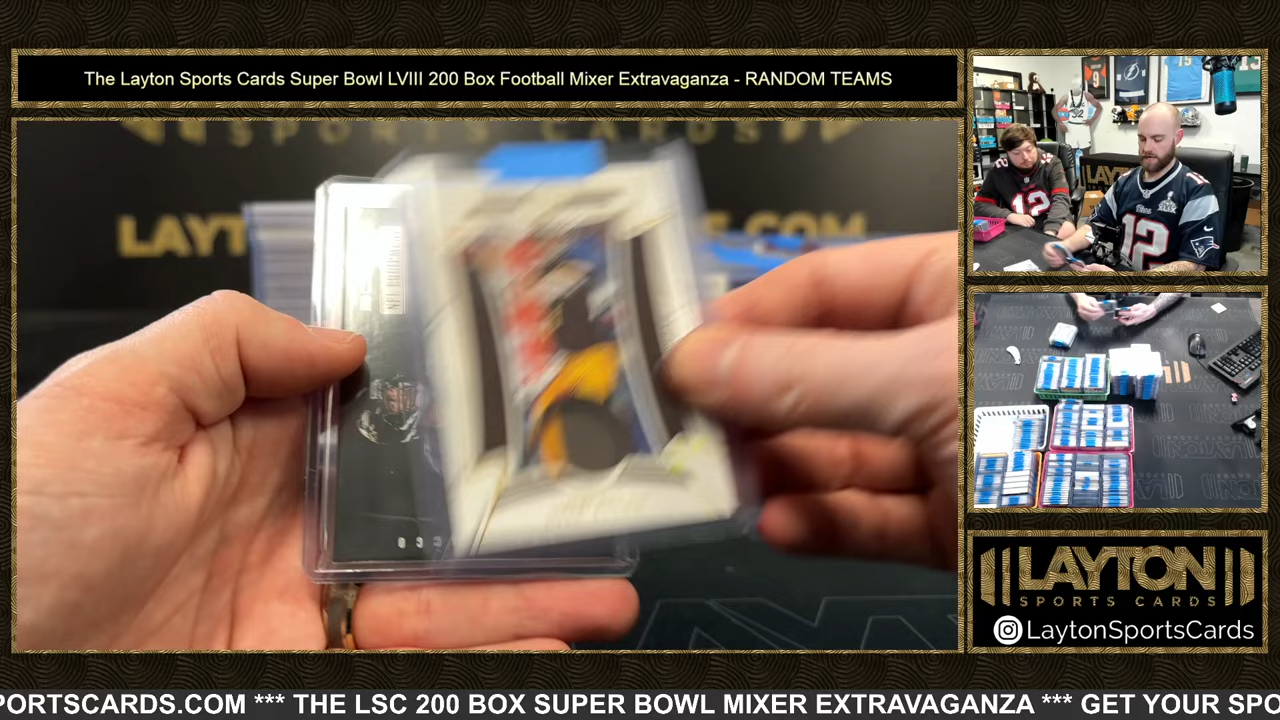 The Layton Sports Cards Super Bowl LVIII 200 Box Football Mixer Extravaganza - RANDOM TEAMS
12
12
LAYTON
SPORTS CARDS
LaytonSportsCards
PORTSCARDS.COM *** THE LSC 200 BOX SUPER BOWL MIXER EXTRAVAGANZA *** GET YOUR SPO